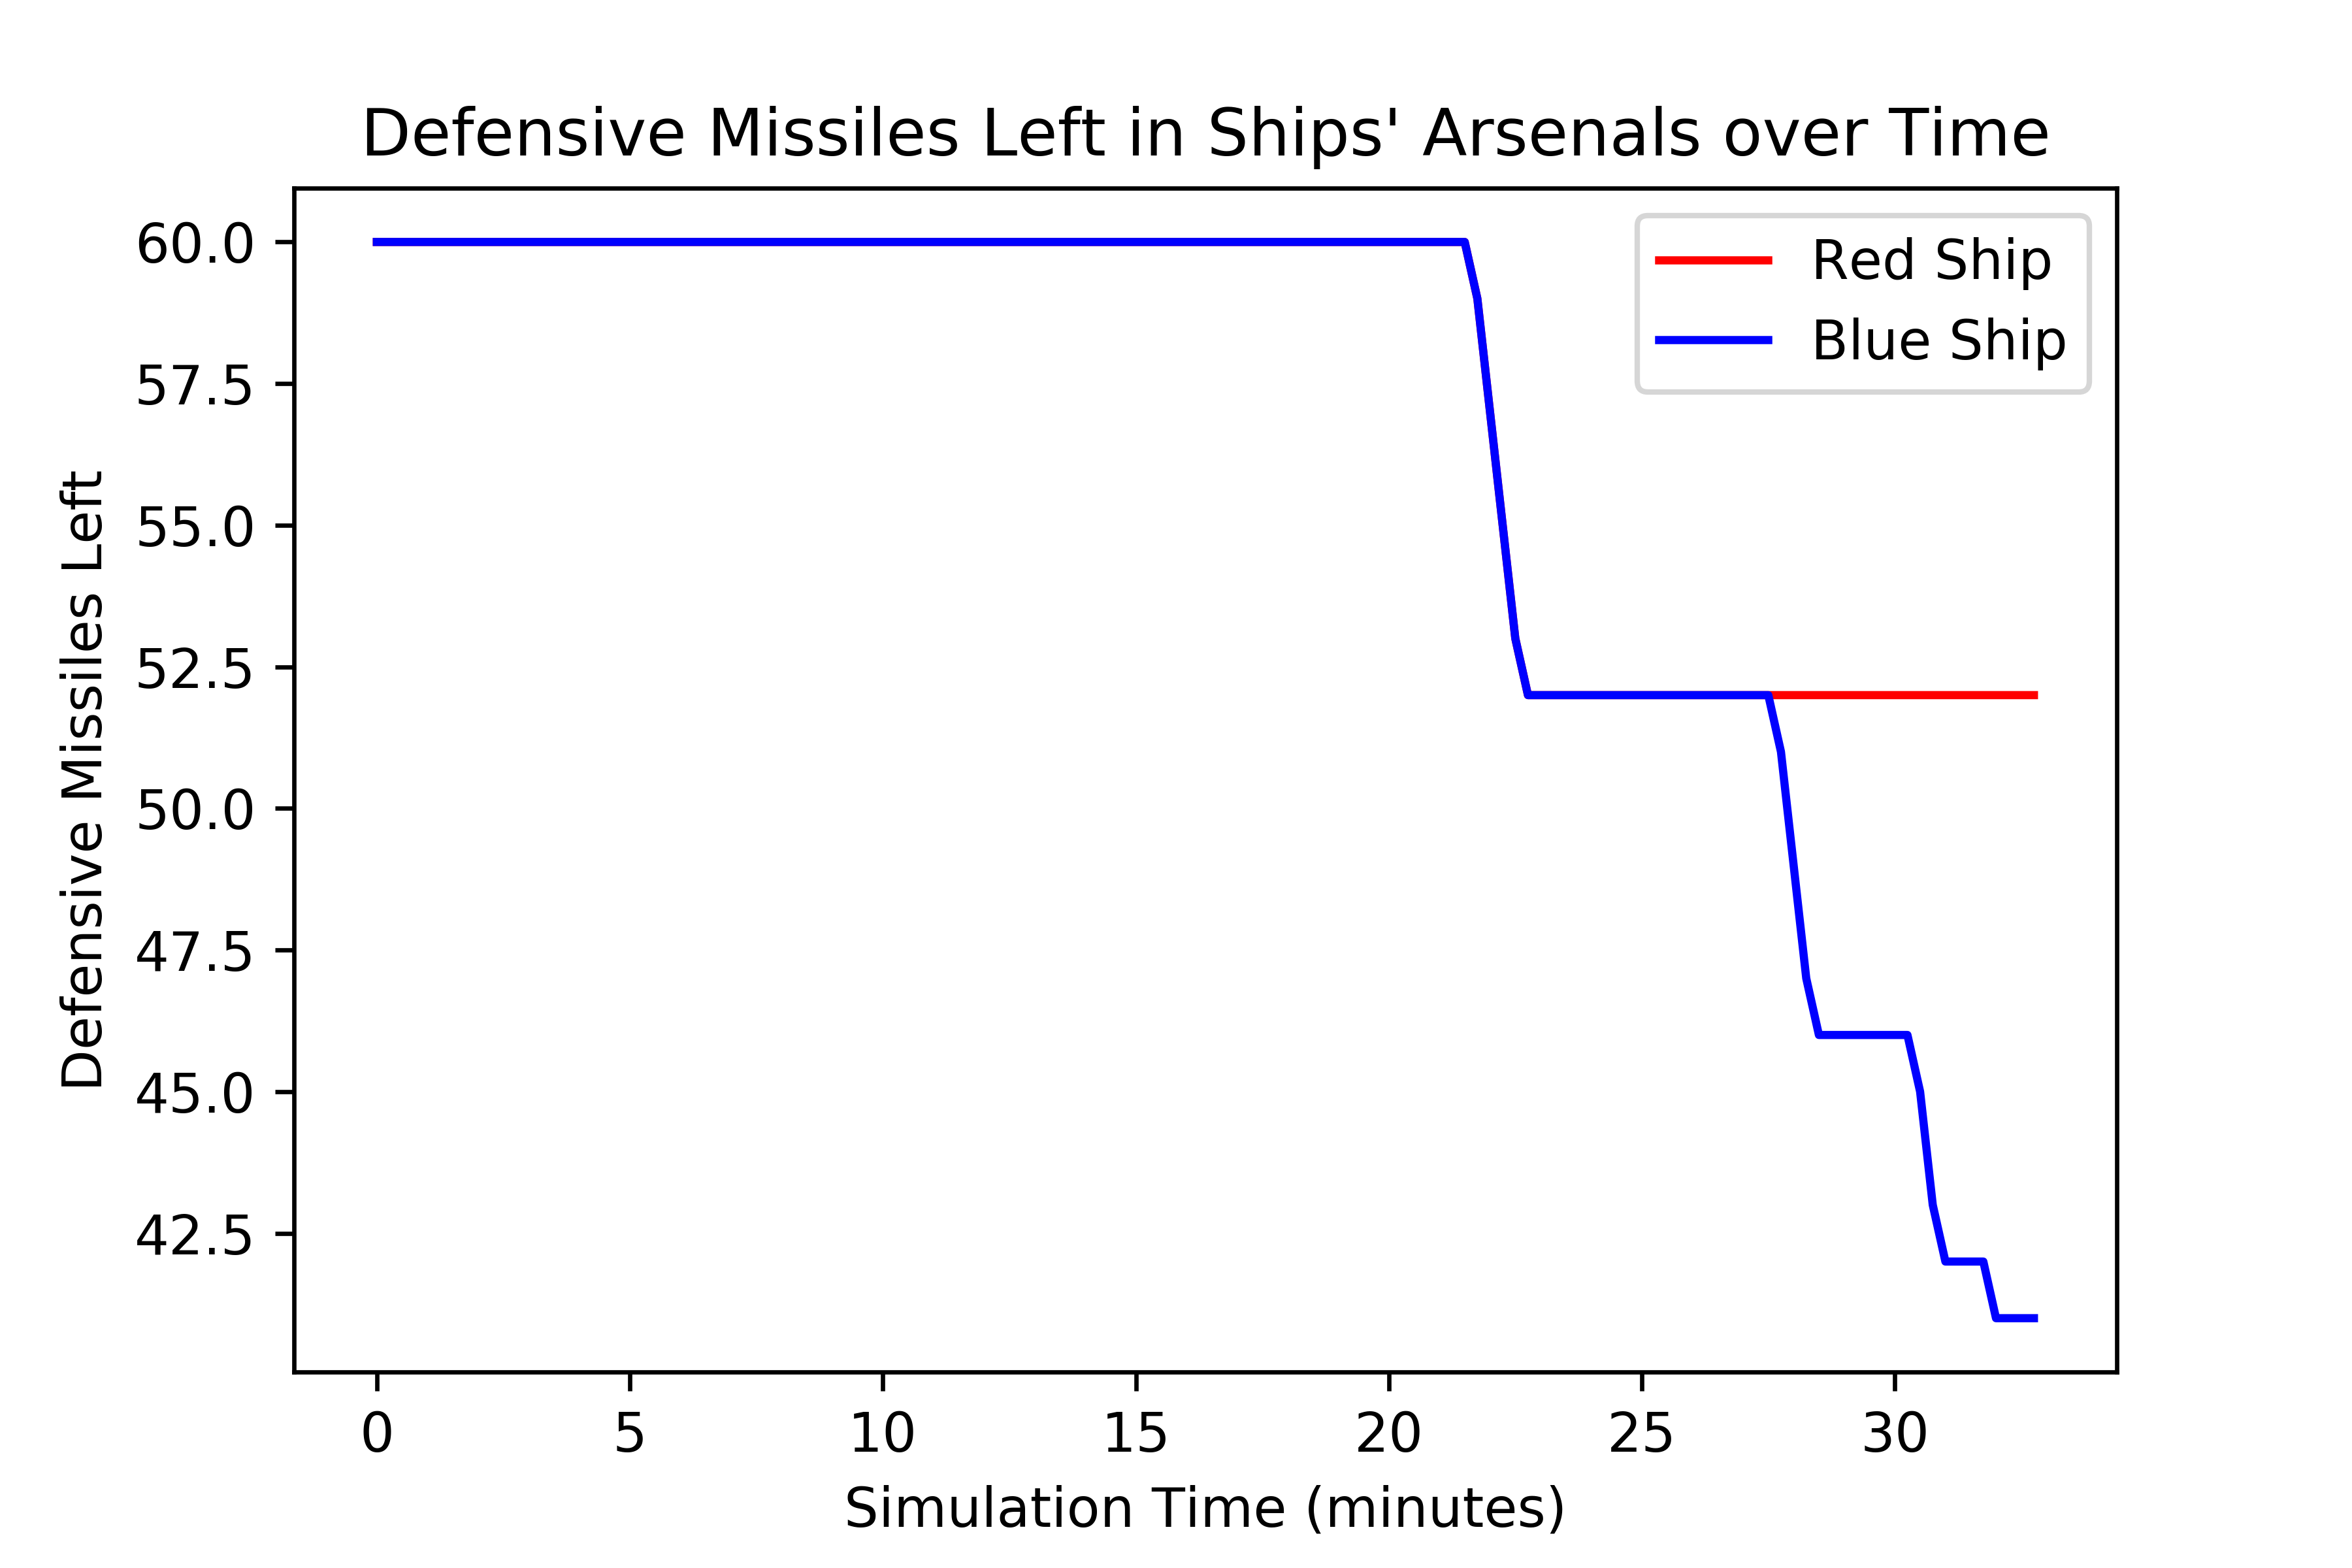 Defensive Missiles Left in Ships' Arsenals over Time
Red Ship
Blue Ship
Defensive Missiles Left
60.0
57.5
55.0
52.5
50.0
47.5
45.0
42.5
0 5 10 15 20 25 30
Simulation Time (minutes)